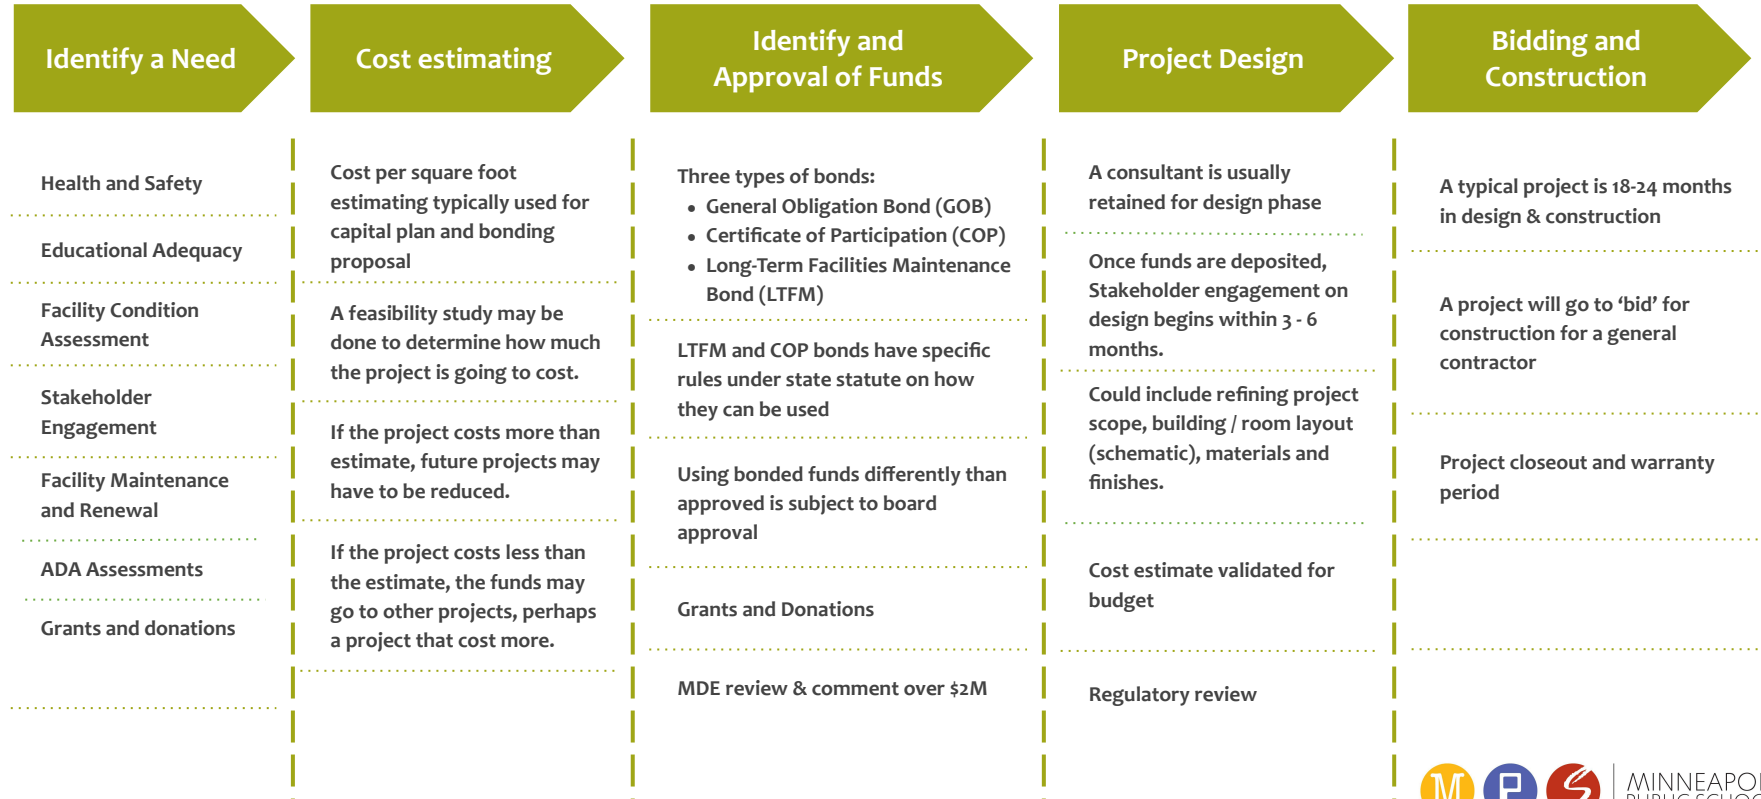 Identify a Need
Health and Safety
Educational Adequacy
Facility Condition
Assessment
Stakeholder
Engagement
Facility Maintenance
and Renewal
ADA Assessments
Grants and donations
Cost estimating
Cost per square foot
estimating typically used for
capital plan and bonding
proposal
A feasibility study may be
done to determine how much
the project is going to cost.
If the project costs more than
estimate, future projects may
have to be reduced.
If the project costs less than
the estimate, the funds may
go to other projects, perhaps
a project that cost more.
Identify and
Approval of Funds
Three types of bonds:
• General Obligation Bond (GOB)
• Certificate of Participation (COP)
• Long-Term Facilities Maintenance
Bond (LTFM)
LTFM and COP bonds have specific
rules under state statute on how
they can be used
Using bonded funds differently than
approved is subject to board
approval
Grants and Donations
MDE review & comment over $2M
Project Design
A consultant is usually
retained for design phase
Once funds are deposited,
Stakeholder engagement on
design begins within 3 - 6
months.
Could include refining project
scope, building / room layout
(schematic), materials and
finishes.
Cost estimate validated for
budget
Regulatory review
Bidding and
Construction
A typical project is 18-24 months
in design & construction
A project will go to ‘bid’ for
construction for a general
contractor
Project closeout and warranty
period
M P S